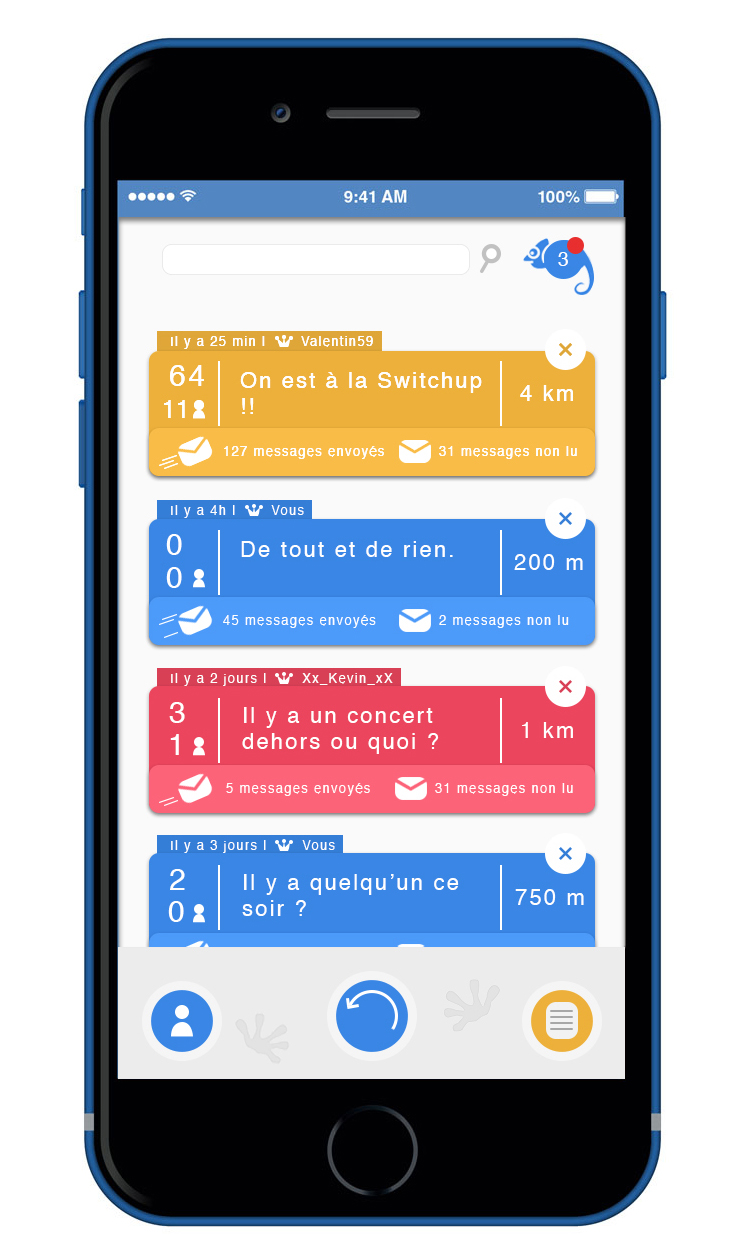 9:41 AM
100%
3
Il y a 25 min | Valentin59
64
On est à la Switchup
!!
11
4 km
127 messages envoyés
31 messages non lu
Il y a 4h | Vous
0
De tout et de rien.
0
200 m
45 messages envoyés
2 messages non lu
Il y a 2 jours | Xx_Kevin_xX
3
Il y a un concert
dehors ou quoi ?
1
1 km
5 messages envoyés
31 messages non lu
Il y a 3 jours | Vous
2
Il y a quelqu’un ce
soir ?
0
750 m